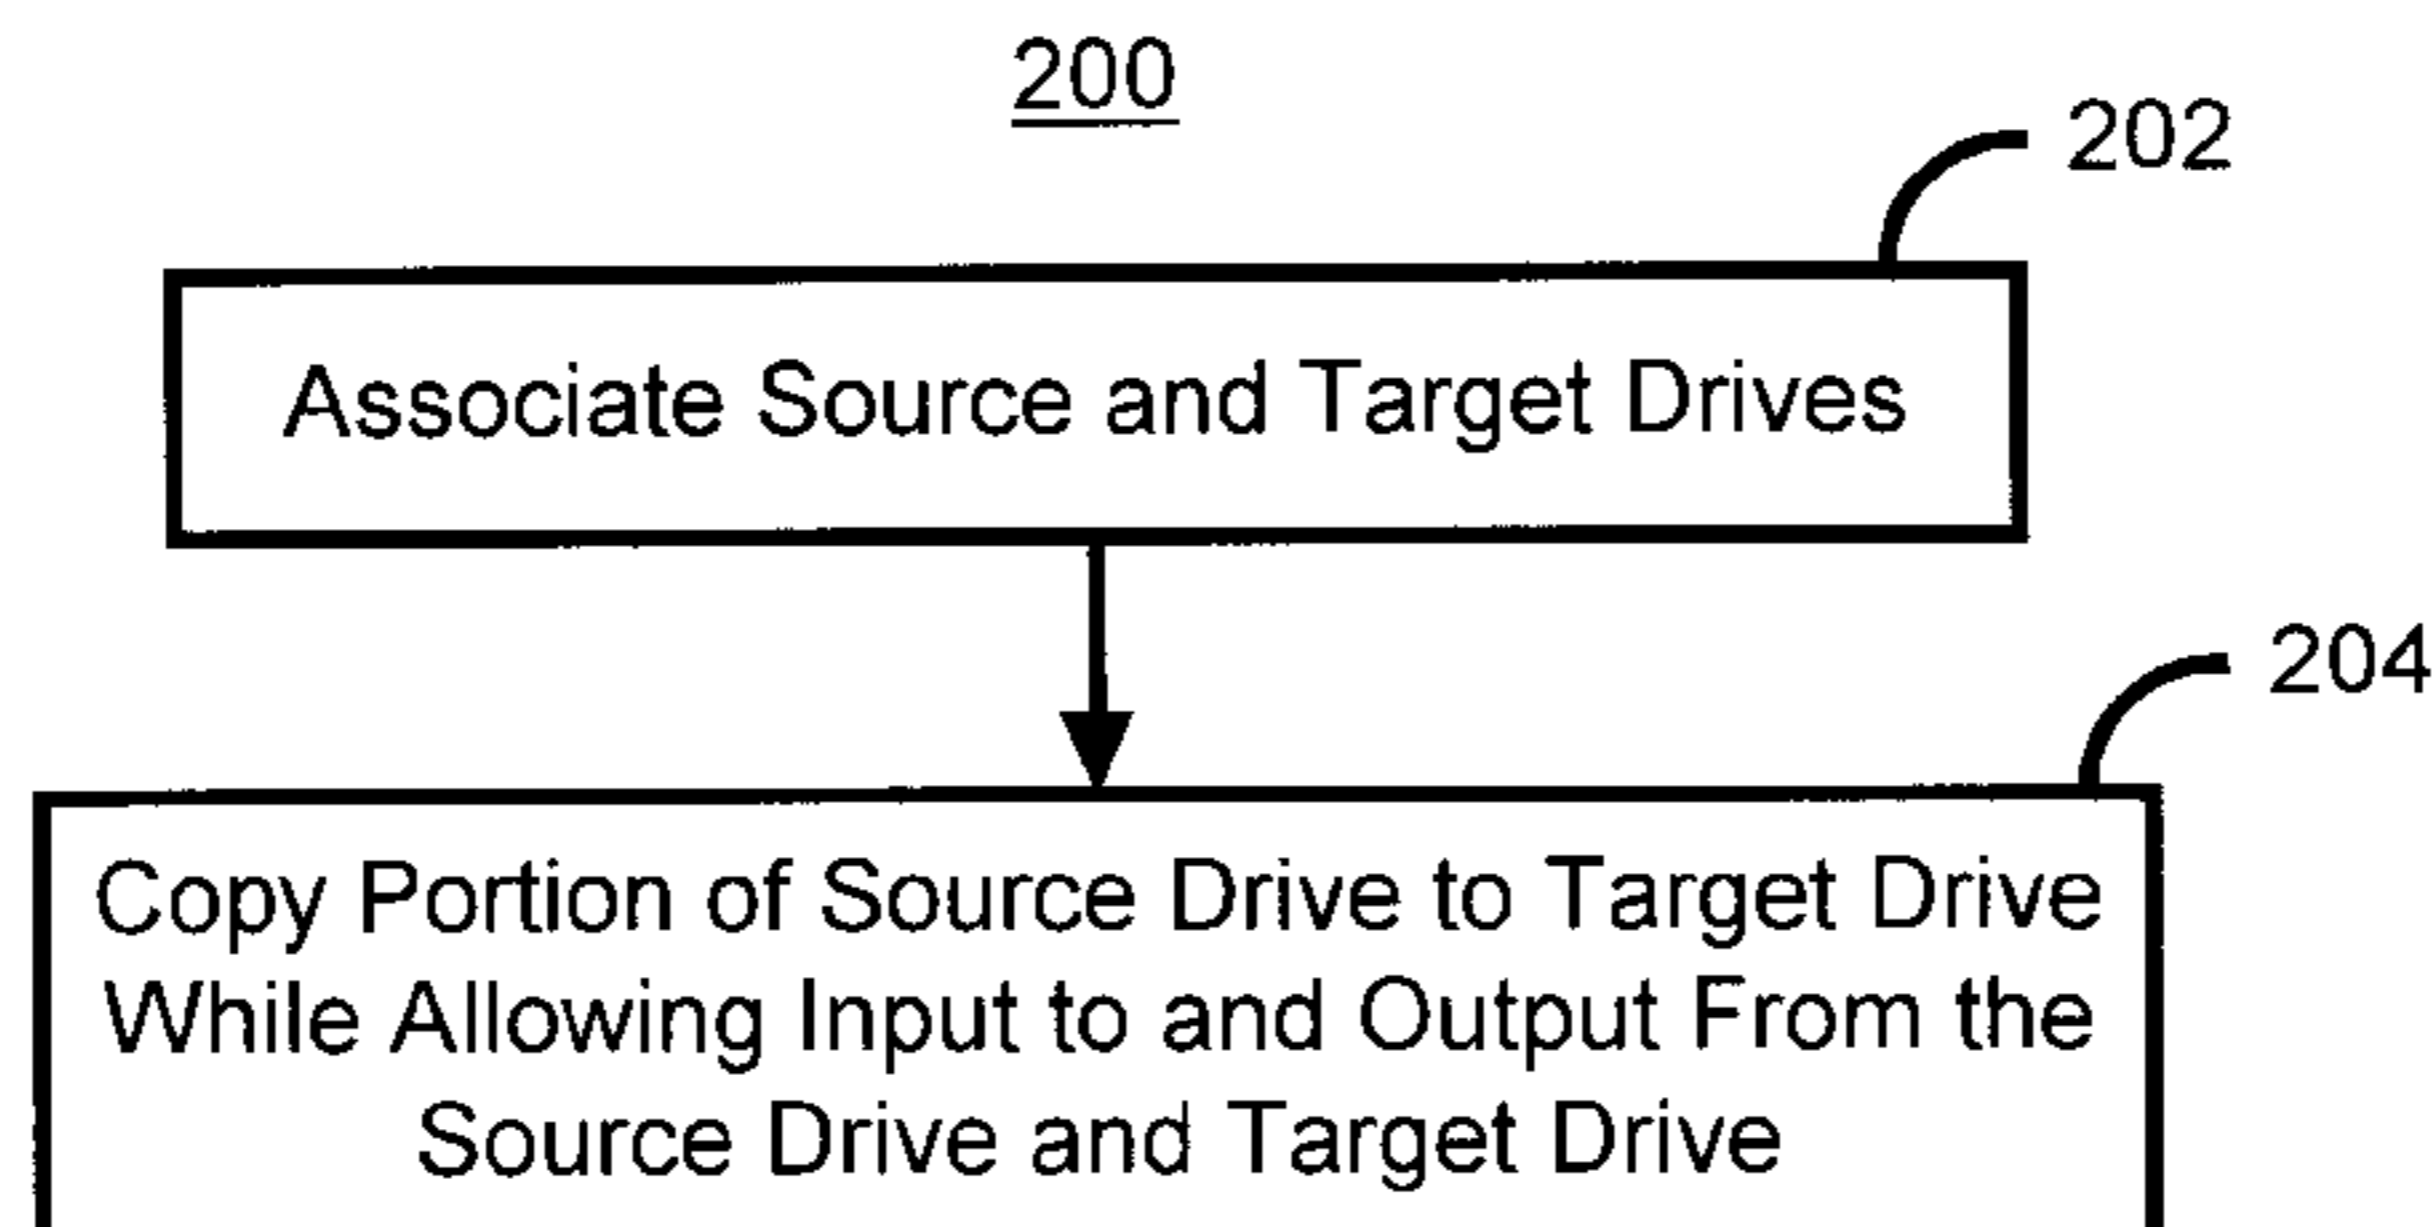 200
202
Associate Source and Target Drives
204
Copy Portion of Source Drive to Target Drive
While Allowing Input to and Output From the
Source Drive and Target Drive